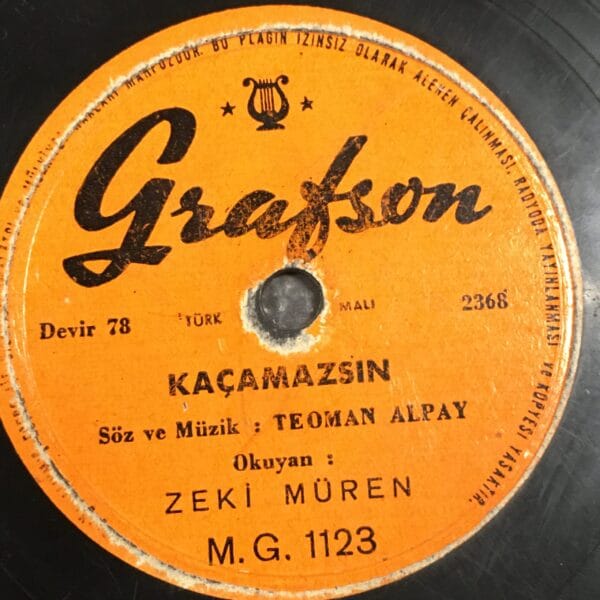 HAKLARI MAHFUZDUR. BU PLAĞIN İZİNSİZ OLARAK ALENEN ÇALINMASI, RADYODA YAYINLANMASI VE KOPYESİ YASAKTIR.
Grafson
Devir 78 TÜRK MALI 2368
KAÇAMAZSIN
Söz ve Müzik : TEOMAN ALPAY
Okuyan :
ZEKİ MÜREN
M.G. 1123